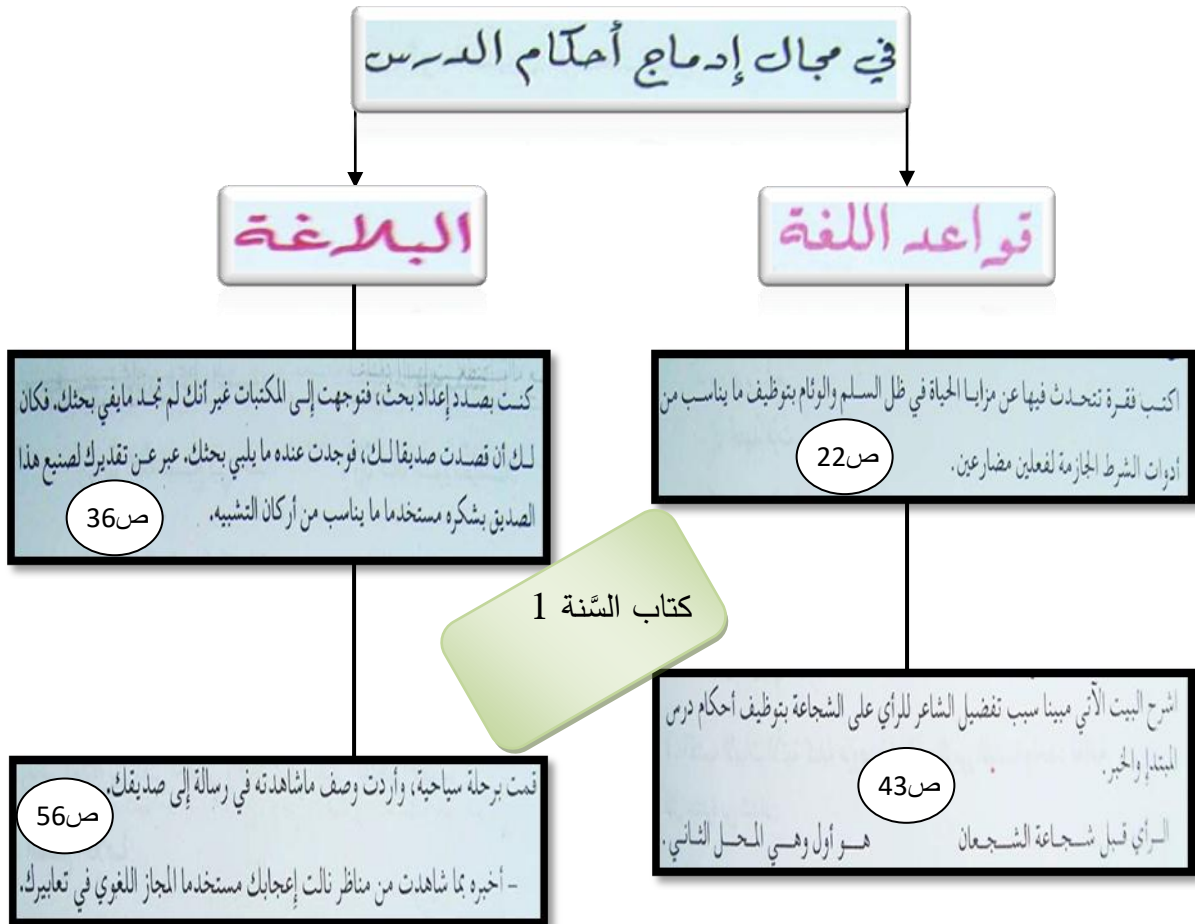 في مجال إدماج أحكام الدرس
قواعد اللغة
البلاغة
اكتب فقرة تتحدث فيها عن مزايا الحياة في ظل السلم والوئام بتوظيف ما يناسب من
أدوات الشرط الجازمة لفعلين مضارعين.
ص22
كنت بصدد إعداد بحث، فتوجهت إلى المكتبات غير أنك لم تجد مايفي بحثك. فكان
لك أن قصدت صديقا لك، فوجدت عنده ما يلبي بحثك. عبر عن تقديرك لصنيع هذا
الصديق بشكره مستخدما ما يناسب من أركان التشبيه.
ص36
كتاب السَّنة 1
اشرح البيت الآتي مبينا سبب تفضيل الشاعر للرأي على الشجاعة بتوظيف أحكام درس
المبتدإ والخبر.
ص43
الرأي قبل شجاعة الشجعان هو أول وهي المحل الثاني.
قمت برحلة سياحية، وأردت وصف ماشاهدته في رسالة إلى صديقك.
ص56
– أخبره بما شاهدت من مناظر نالت إعجابك مستخدما المجاز اللغوي في تعابيرك.